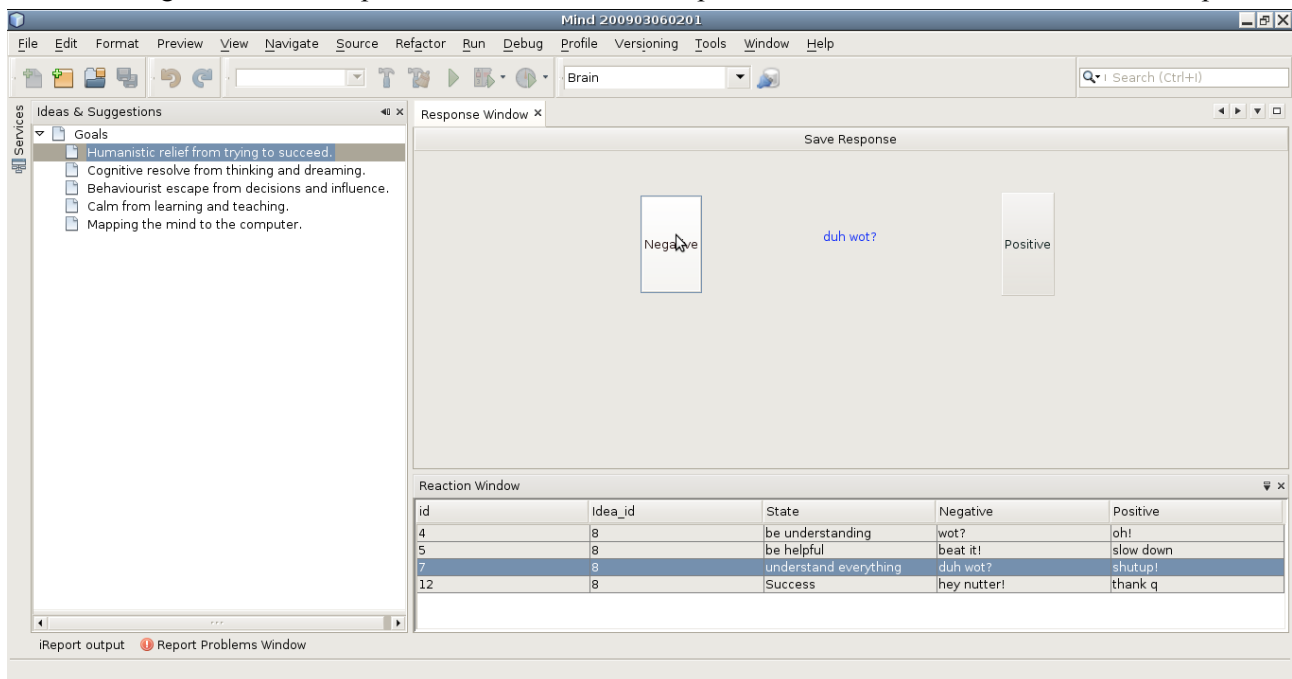 Mind 200903060201
File Edit Format Preview View Navigate Source Refactor Run Debug Profile Versioning Tools Window Help
Brain
Search (Ctrl+I)
Services
Ideas & Suggestions
Goals
Humanistic relief from trying to succeed.
Cognitive resolve from thinking and dreaming.
Behaviourist escape from decisions and influence.
Calm from learning and teaching.
Mapping the mind to the computer.
Response Window
Save Response
Negative
duh wot?
Positive
Reaction Window
id Idea_id State Negative Positive
4 8 be understanding wot? oh!
5 8 be helpful beat it! slow down
7 8 understand everything duh wot? shutup!
12 8 Success hey nutter! thank q
iReport output Report Problems Window